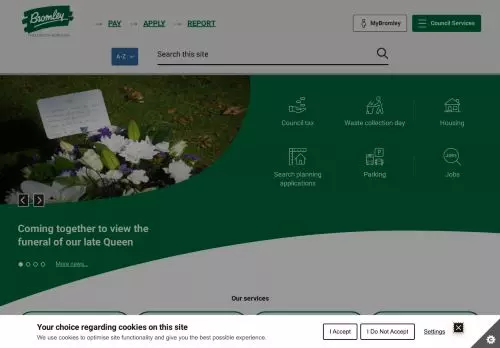 Bromley
PAY
APPLY
REPORT
MyBromley
Council Services
A-Z
Search this site
Council tax
Waste collection day
Housing
P
JOBS
Search planning
applications
Parking
Jobs
Coming together to view the
funeral of our late Queen
More news...
Our services
Your choice regarding cookies on this site
We use cookies to optimise site functionality and give you the best possible experience.
I Accept
I Do Not Accept
Settings